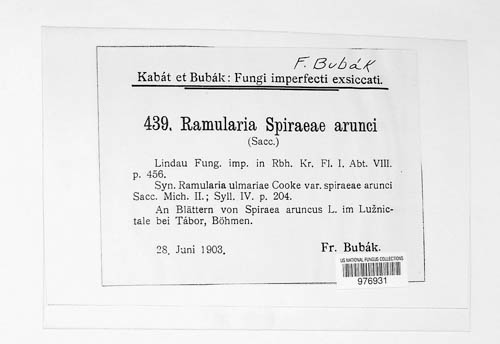 F. Bubák
Kabát et Bubák: Fungi imperfecti exsiccati.
439. Ramularia Spiraeae arunci
(Sacc.)
Lindau Fung. imp. in Rbh. Kr. Fl. I. Abt. VIII.
p. 456.
Syn. Ramularia ulmariae Cooke var. spiraeae arunci
Sacc. Mich. II.; Syll. IV. p. 204.
An Blättern von Spiraea aruncus L. im Lužnic-
tale bei Tábor, Böhmen.
28. Juni 1903.
Fr. Bubák.
US NATIONAL FUNGUS COLLECTIONS
976931